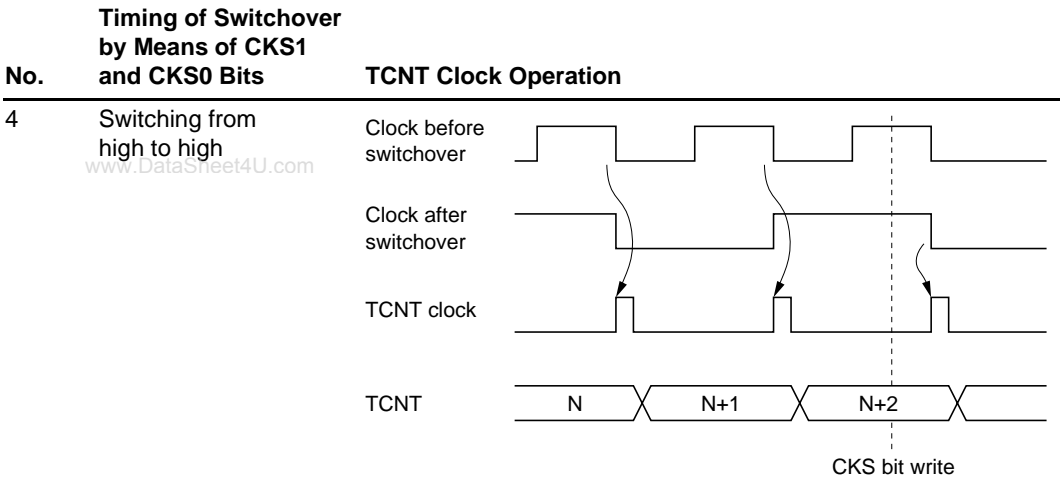 No.
Timing of Switchover
by Means of CKS1
and CKS0 Bits
TCNT Clock Operation
4
Switching from
high to high
www.DataSheet4U.com
Clock before
switchover
Clock after
switchover
TCNT clock
TCNT
N
N+1
N+2
CKS bit write